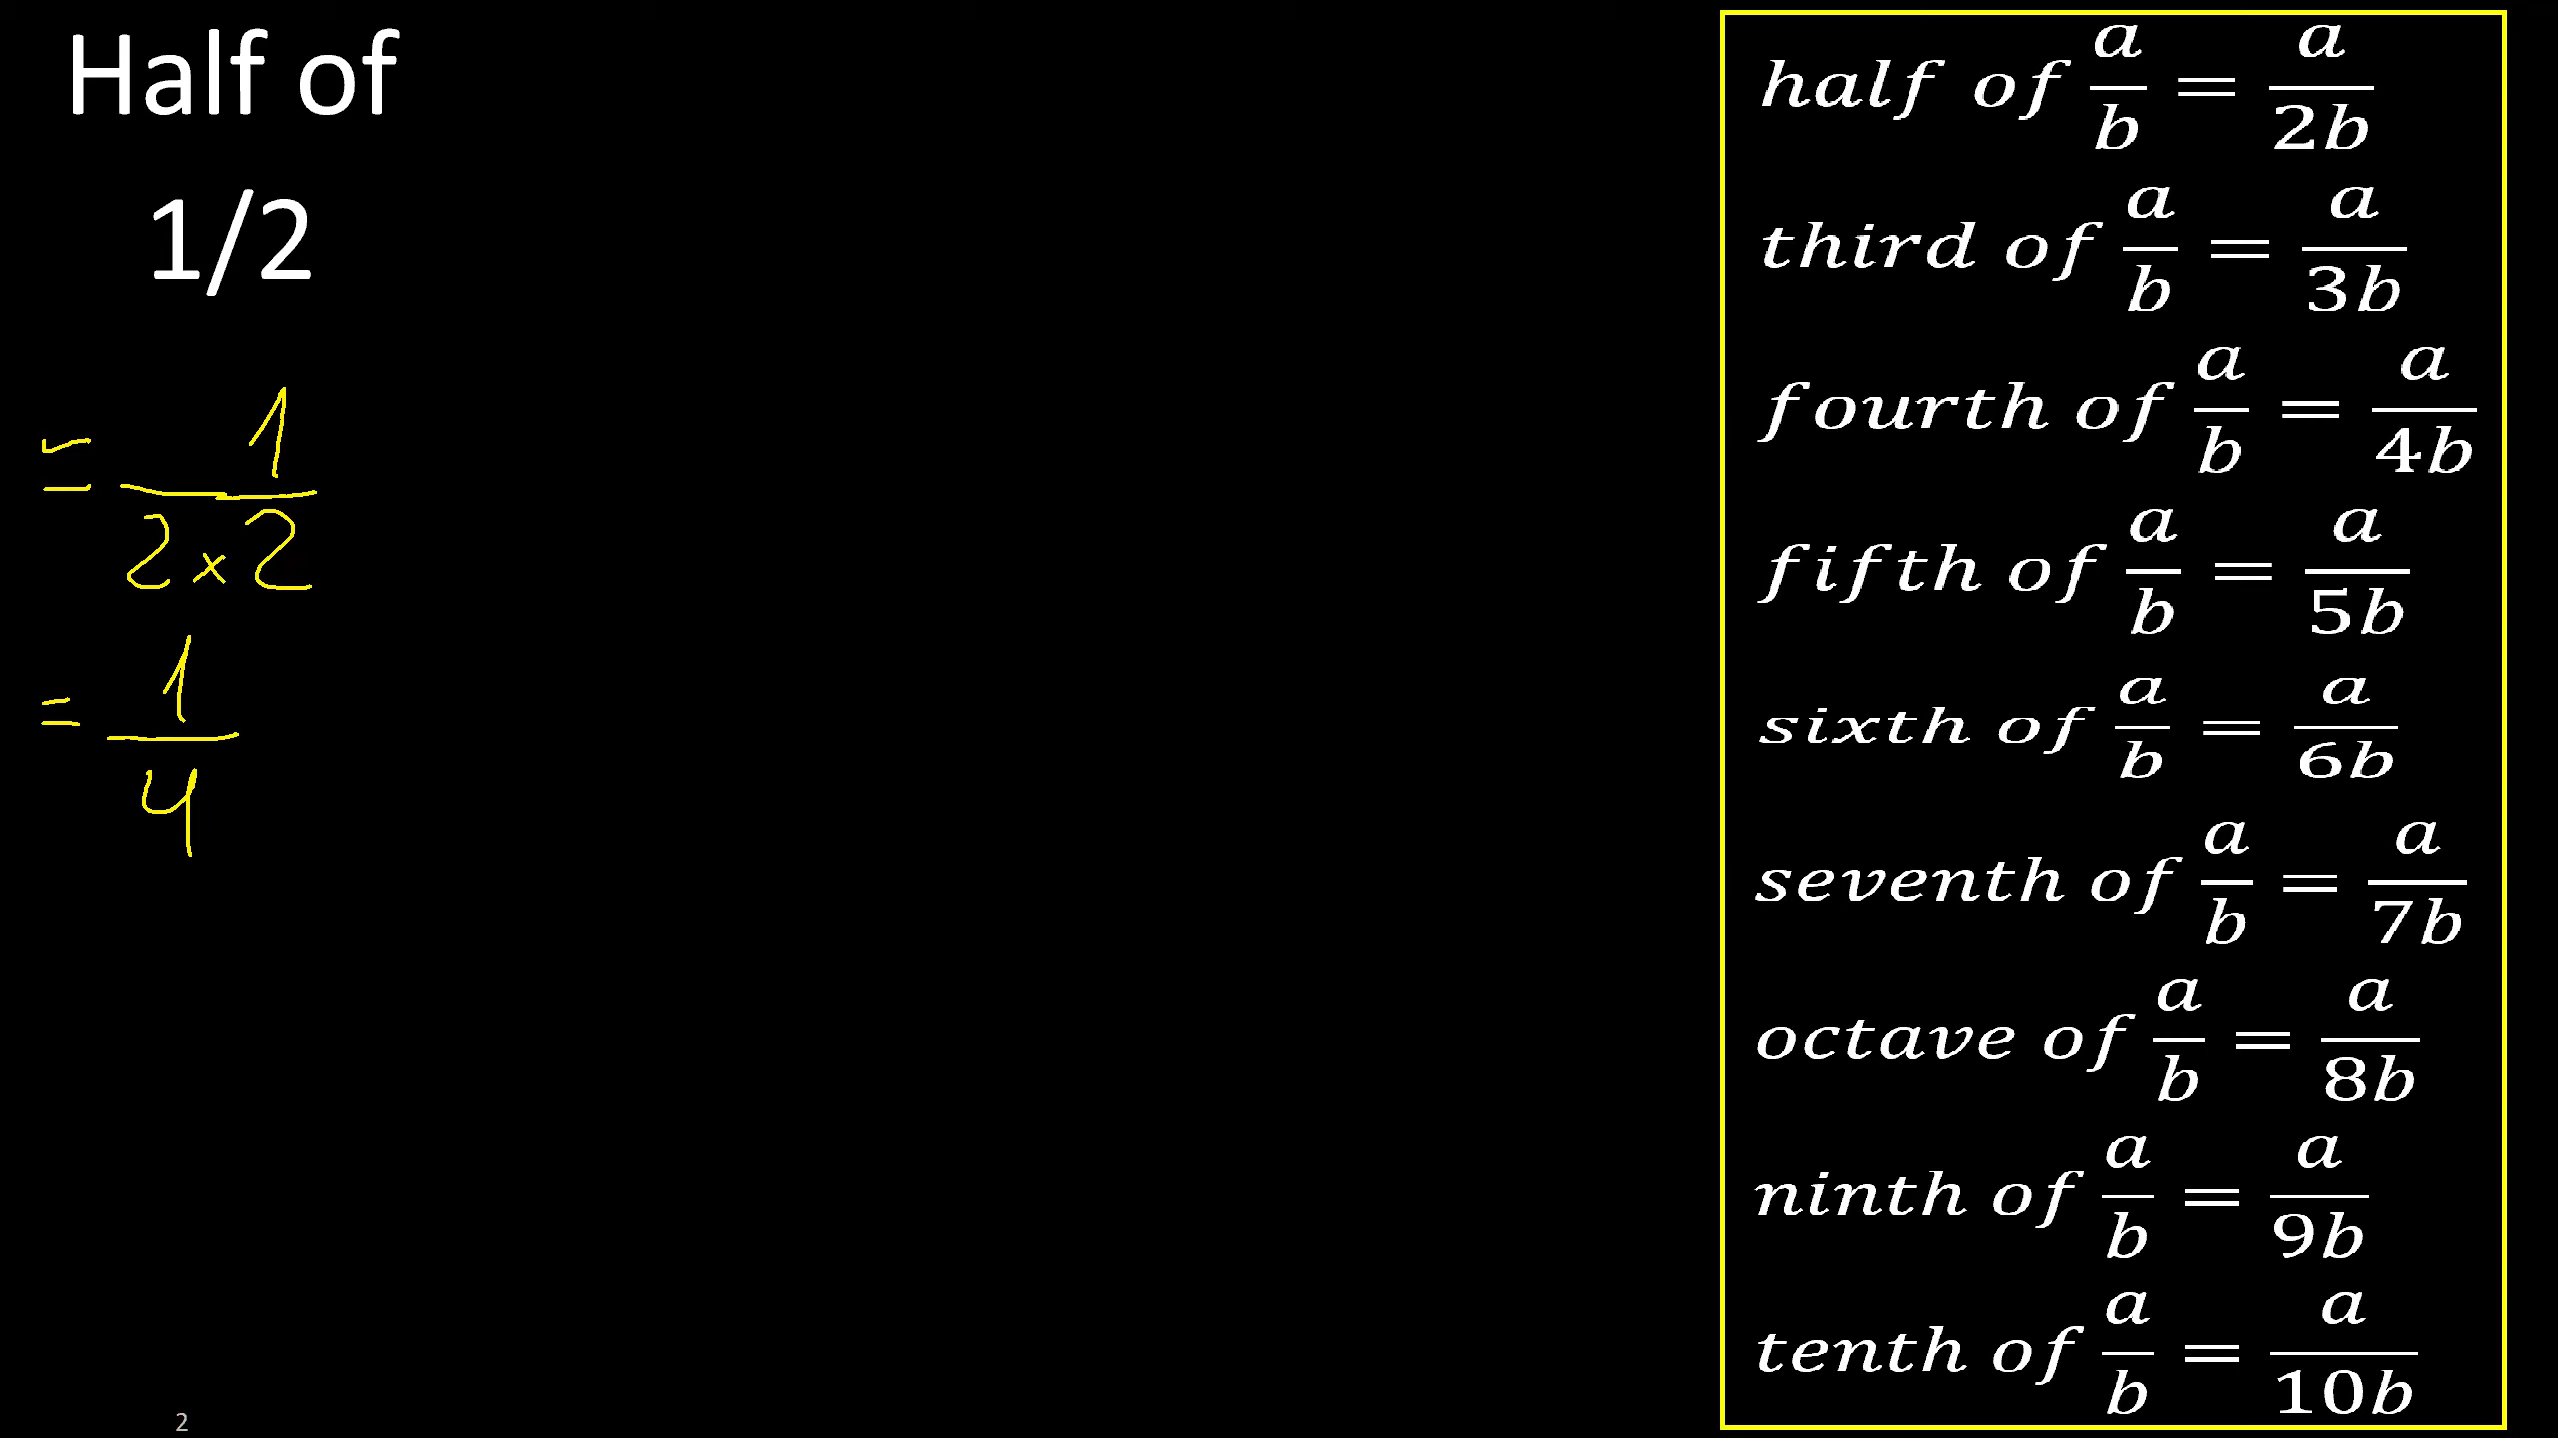 Half of
1/2
= 1/(2×2)
= 1/4
half of a/b = a/2b
third of a/b = a/3b
fourth of a/b = a/4b
fifth of a/b = a/5b
sixth of a/b = a/6b
seventh of a/b = a/7b
octave of a/b = a/8b
ninth of a/b = a/9b
tenth of a/b = a/10b
2